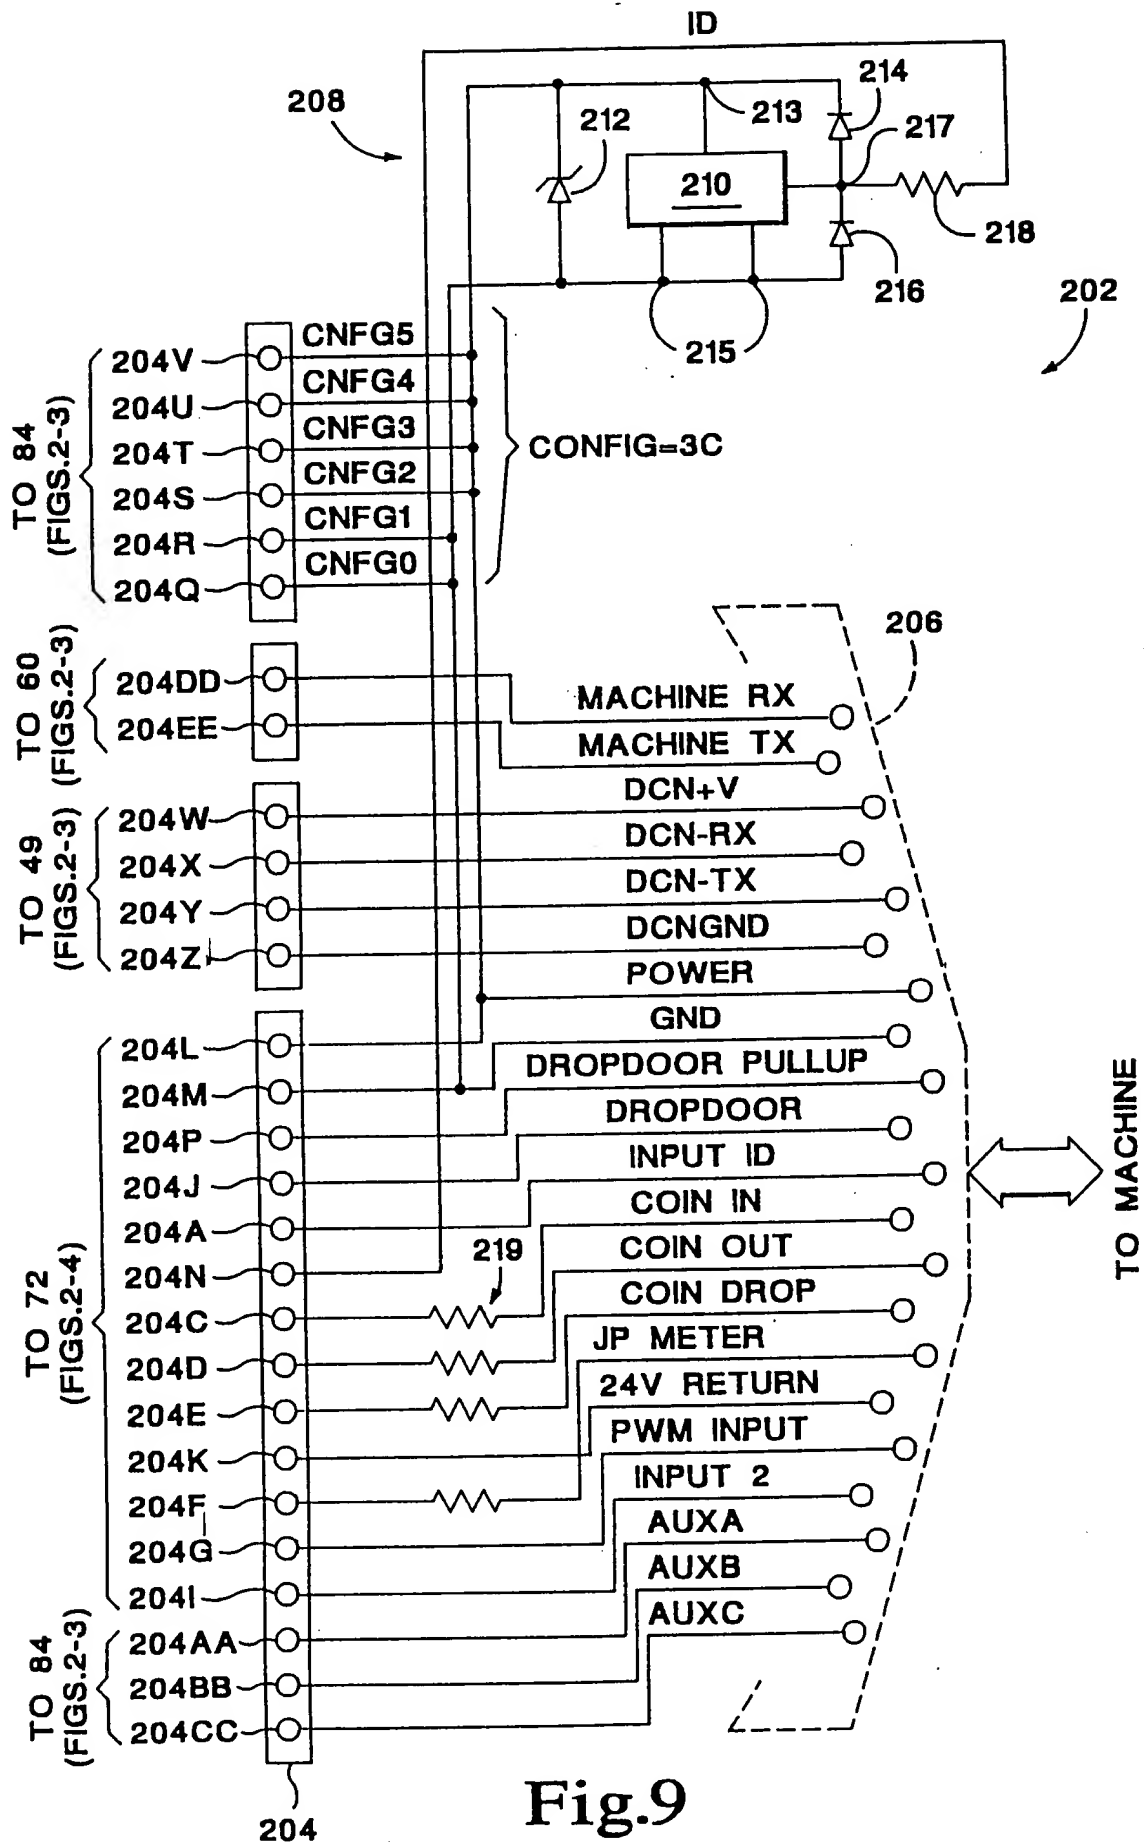 ID
208
212
213
214
217
210
218
216
215
202
TO 84
(FIGS.2-3)
204V
CNFG5
204U
CNFG4
204T
CNFG3
CONFIG=3C
204S
CNFG2
204R
CNFG1
204Q
CNFG0
206
TO 60
(FIGS.2-3)
204DD
MACHINE RX
204EE
MACHINE TX
TO 49
(FIGS.2-3)
204W
DCN+V
204X
DCN-RX
204Y
DCN-TX
204Z
DCNGND
POWER
TO 72
(FIGS.2-4)
204L
GND
204M
DROPDOOR PULLUP
204P
DROPDOOR
204J
INPUT ID
204A
COIN IN
204N
219
COIN OUT
204C
COIN DROP
204D
JP METER
204E
24V RETURN
204K
PWM INPUT
204F
INPUT 2
204G
AUXA
204I
AUXB
TO 84
(FIGS.2-3)
204AA
AUXC
204BB
204CC
TO MACHINE
204
Fig.9